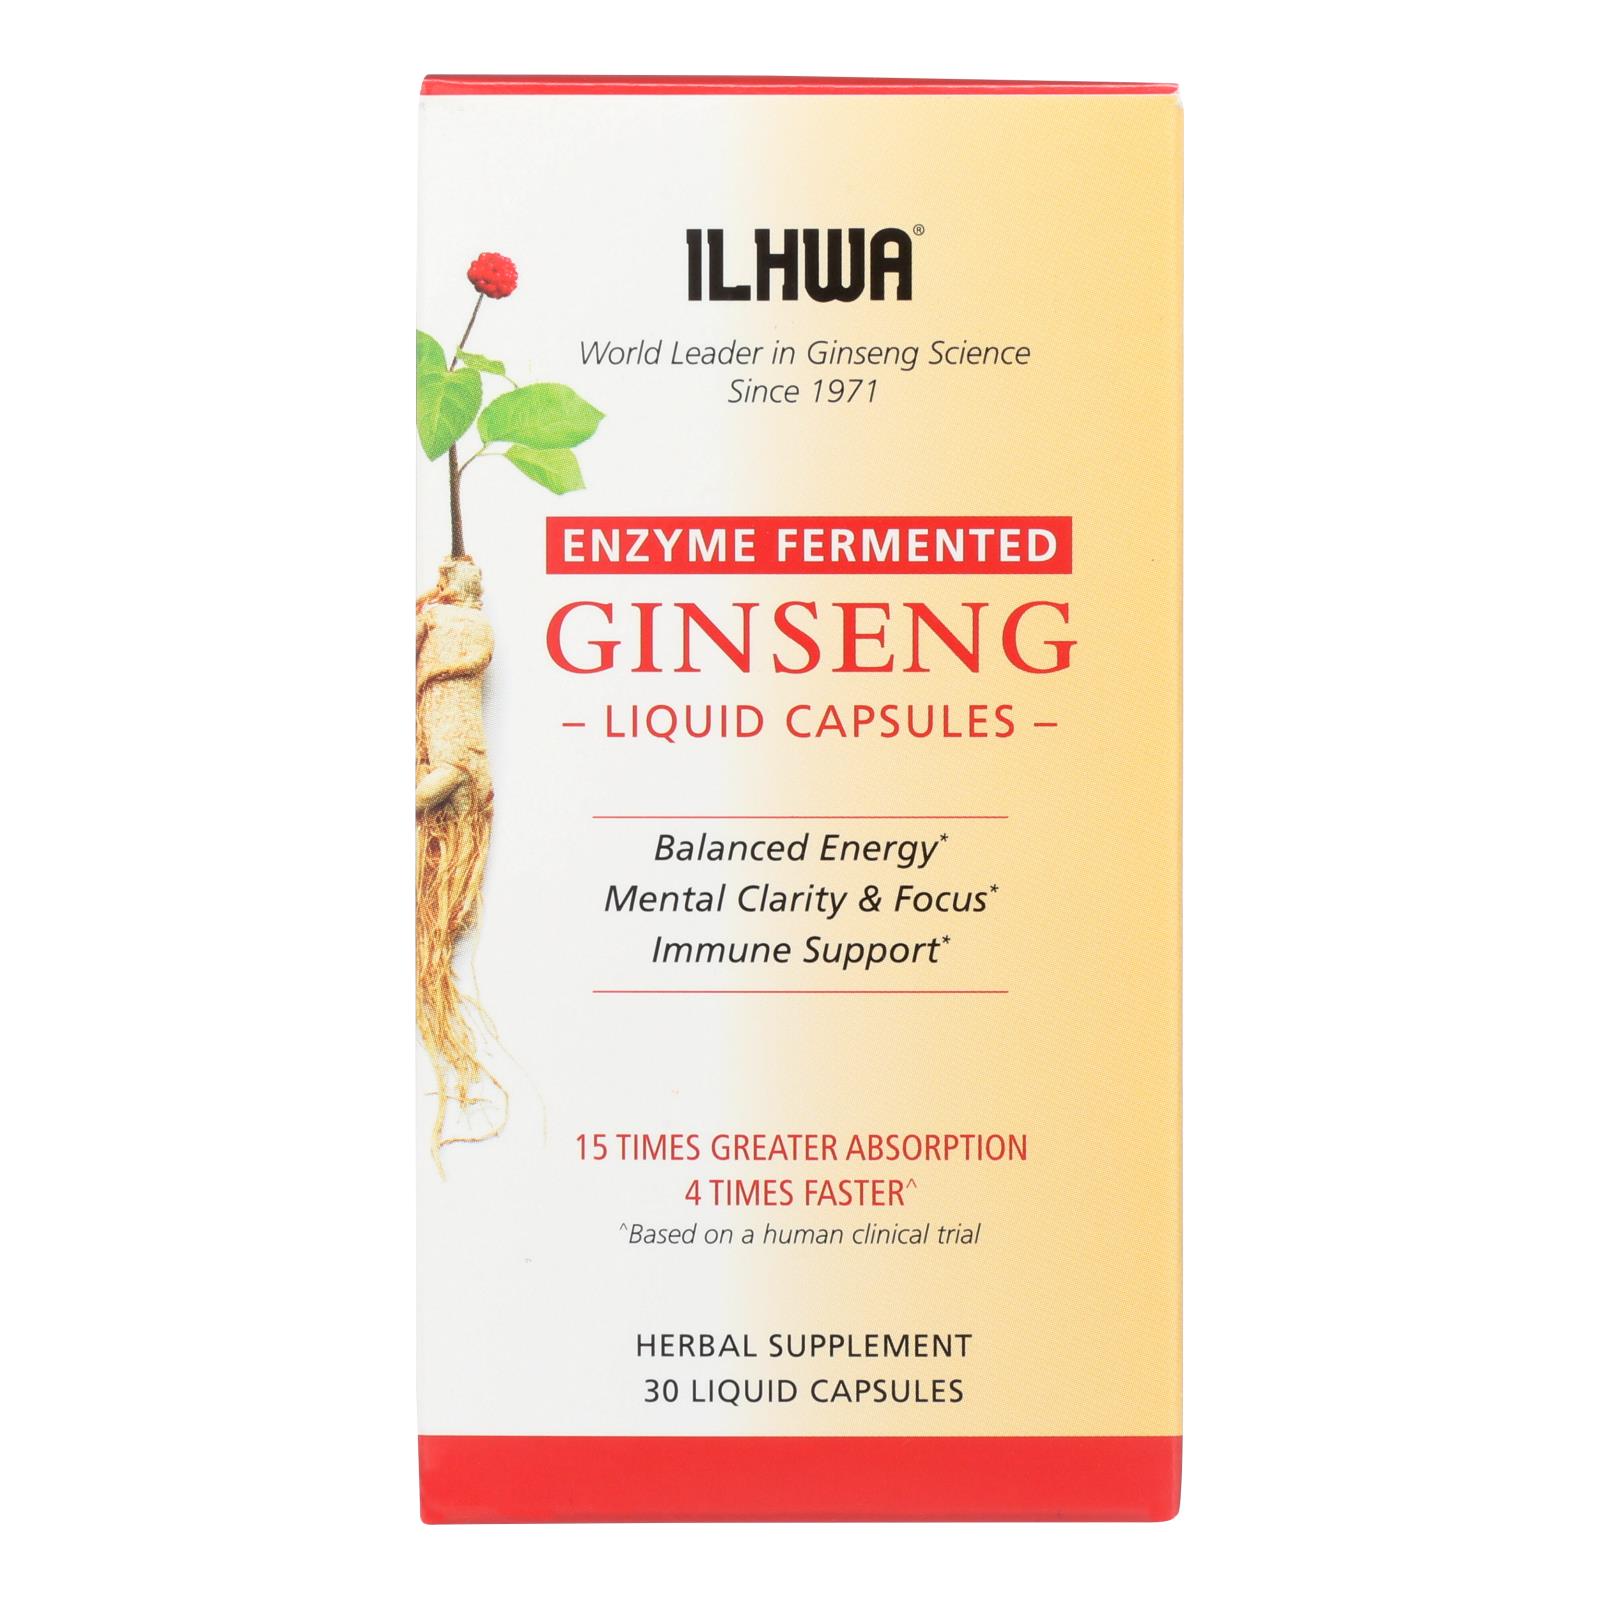 ILHWA®
World Leader in Ginseng Science
Since 1971
ENZYME FERMENTED
GINSENG
– LIQUID CAPSULES –
Balanced Energy*
Mental Clarity & Focus*
Immune Support*
15 TIMES GREATER ABSORPTION
4 TIMES FASTER^
^Based on a human clinical trial
HERBAL SUPPLEMENT
30 LIQUID CAPSULES